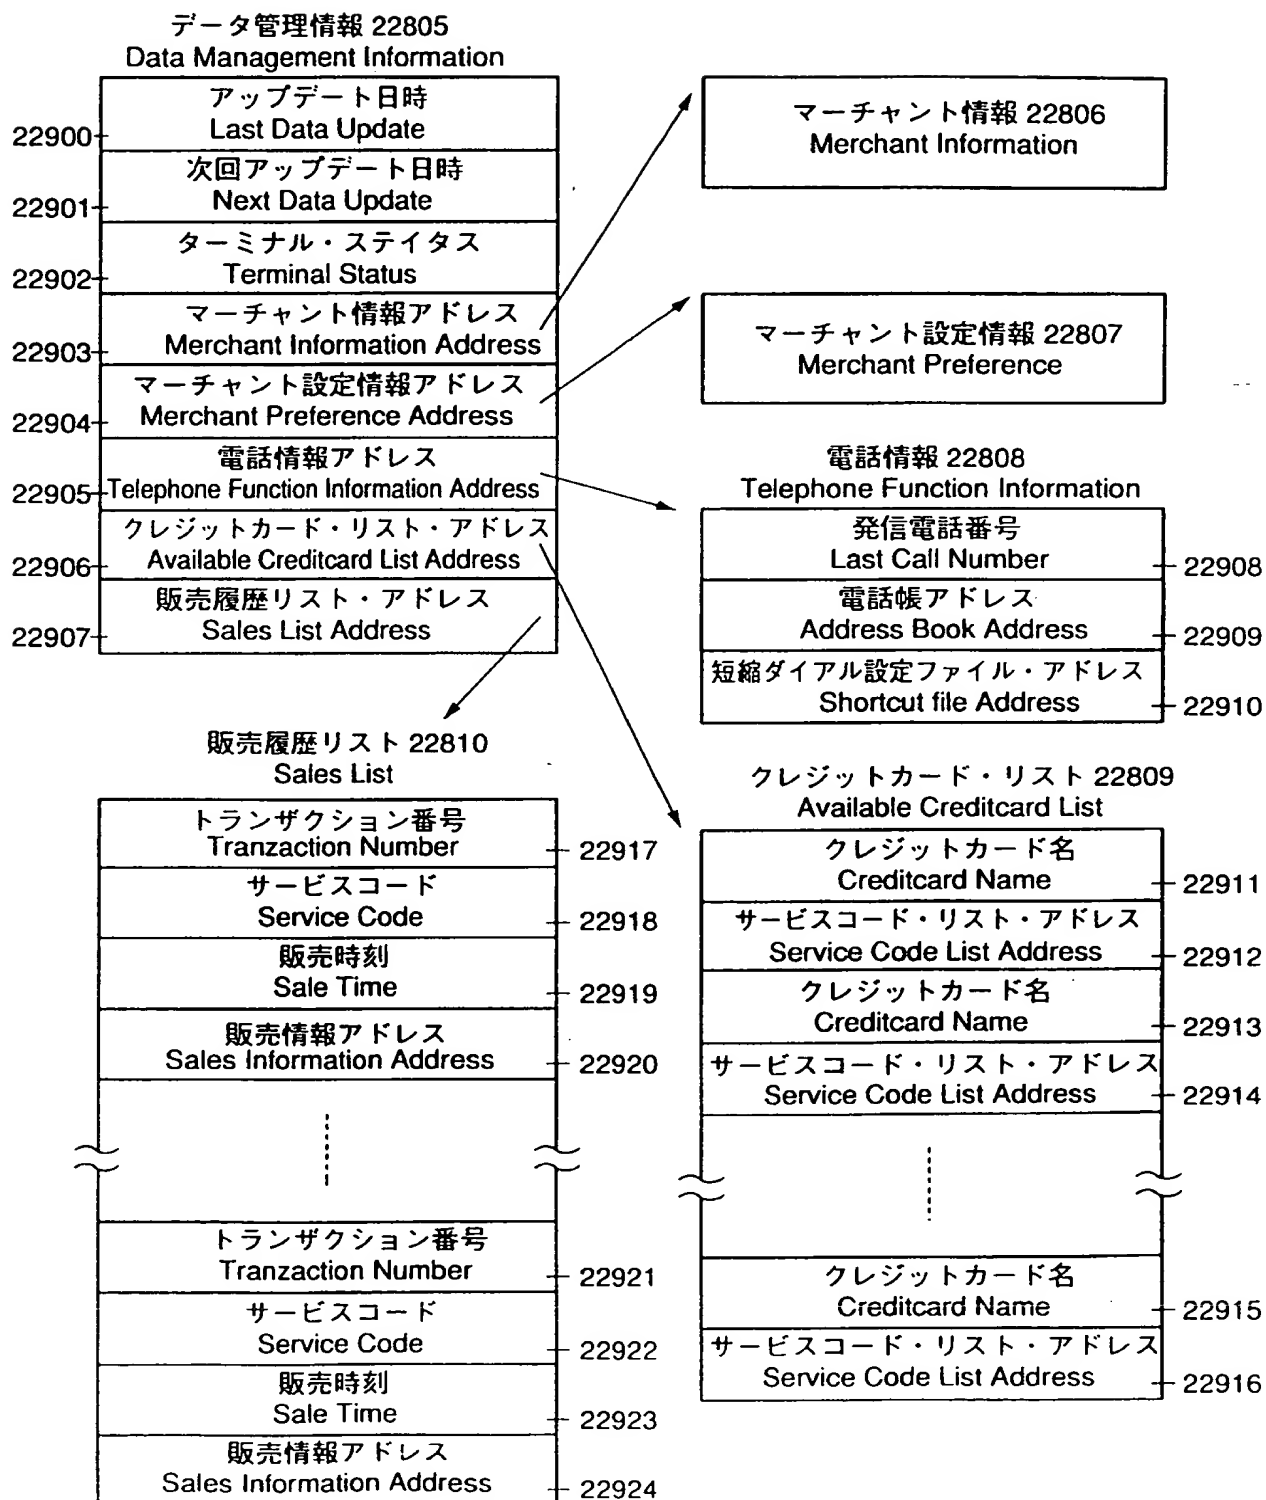 データ管理情報 22805
Data Management Information
アップデート日時
Last Data Update
22900
次回アップデート日時
Next Data Update
22901
ターミナル・ステイタス
Terminal Status
22902
マーチャント情報アドレス
Merchant Information Address
22903
マーチャント設定情報アドレス
Merchant Preference Address
22904
電話情報アドレス
Telephone Function Information Address
22905
クレジットカード・リスト・アドレス
Available Creditcard List Address
22906
販売履歴リスト・アドレス
Sales List Address
22907
マーチャント情報 22806
Merchant Information
マーチャント設定情報 22807
Merchant Preference
電話情報 22808
Telephone Function Information
発信電話番号
Last Call Number
22908
電話帳アドレス
Address Book Address
22909
短縮ダイアル設定ファイル・アドレス
Shortcut file Address
22910
販売履歴リスト 22810
Sales List
トランザクション番号
Tranzaction Number
22917
サービスコード
Service Code
22918
販売時刻
Sale Time
22919
販売情報アドレス
Sales Information Address
22920
トランザクション番号
Tranzaction Number
22921
サービスコード
Service Code
22922
販売時刻
Sale Time
22923
販売情報アドレス
Sales Information Address
22924
クレジットカード・リスト 22809
Available Creditcard List
クレジットカード名
Creditcard Name
22911
サービスコード・リスト・アドレス
Service Code List Address
22912
クレジットカード名
Creditcard Name
22913
サービスコード・リスト・アドレス
Service Code List Address
22914
クレジットカード名
Creditcard Name
22915
サービスコード・リスト・アドレス
Service Code List Address
22916